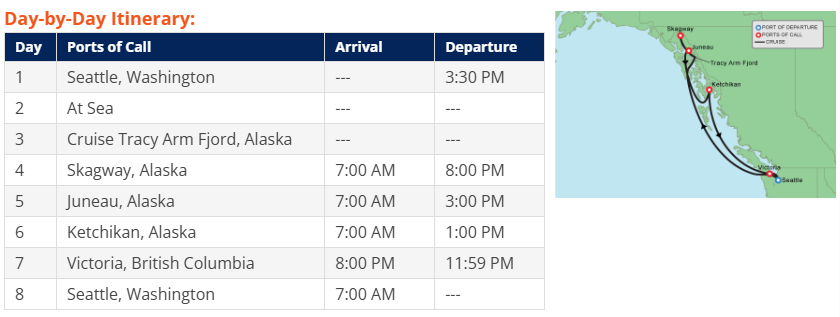 Day-by-Day Itinerary:
Day Ports of Call Arrival Departure
1 Seattle, Washington --- 3:30 PM
2 At Sea --- ---
3 Cruise Tracy Arm Fjord, Alaska --- ---
4 Skagway, Alaska 7:00 AM 8:00 PM
5 Juneau, Alaska 7:00 AM 3:00 PM
6 Ketchikan, Alaska 7:00 AM 1:00 PM
7 Victoria, British Columbia 8:00 PM 11:59 PM
8 Seattle, Washington 7:00 AM ---
PORT OF DEPARTURE
PORTS OF CALL
CRUISE
Skagway
Juneau
Tracy Arm Fjord
Ketchikan
Victoria
Seattle